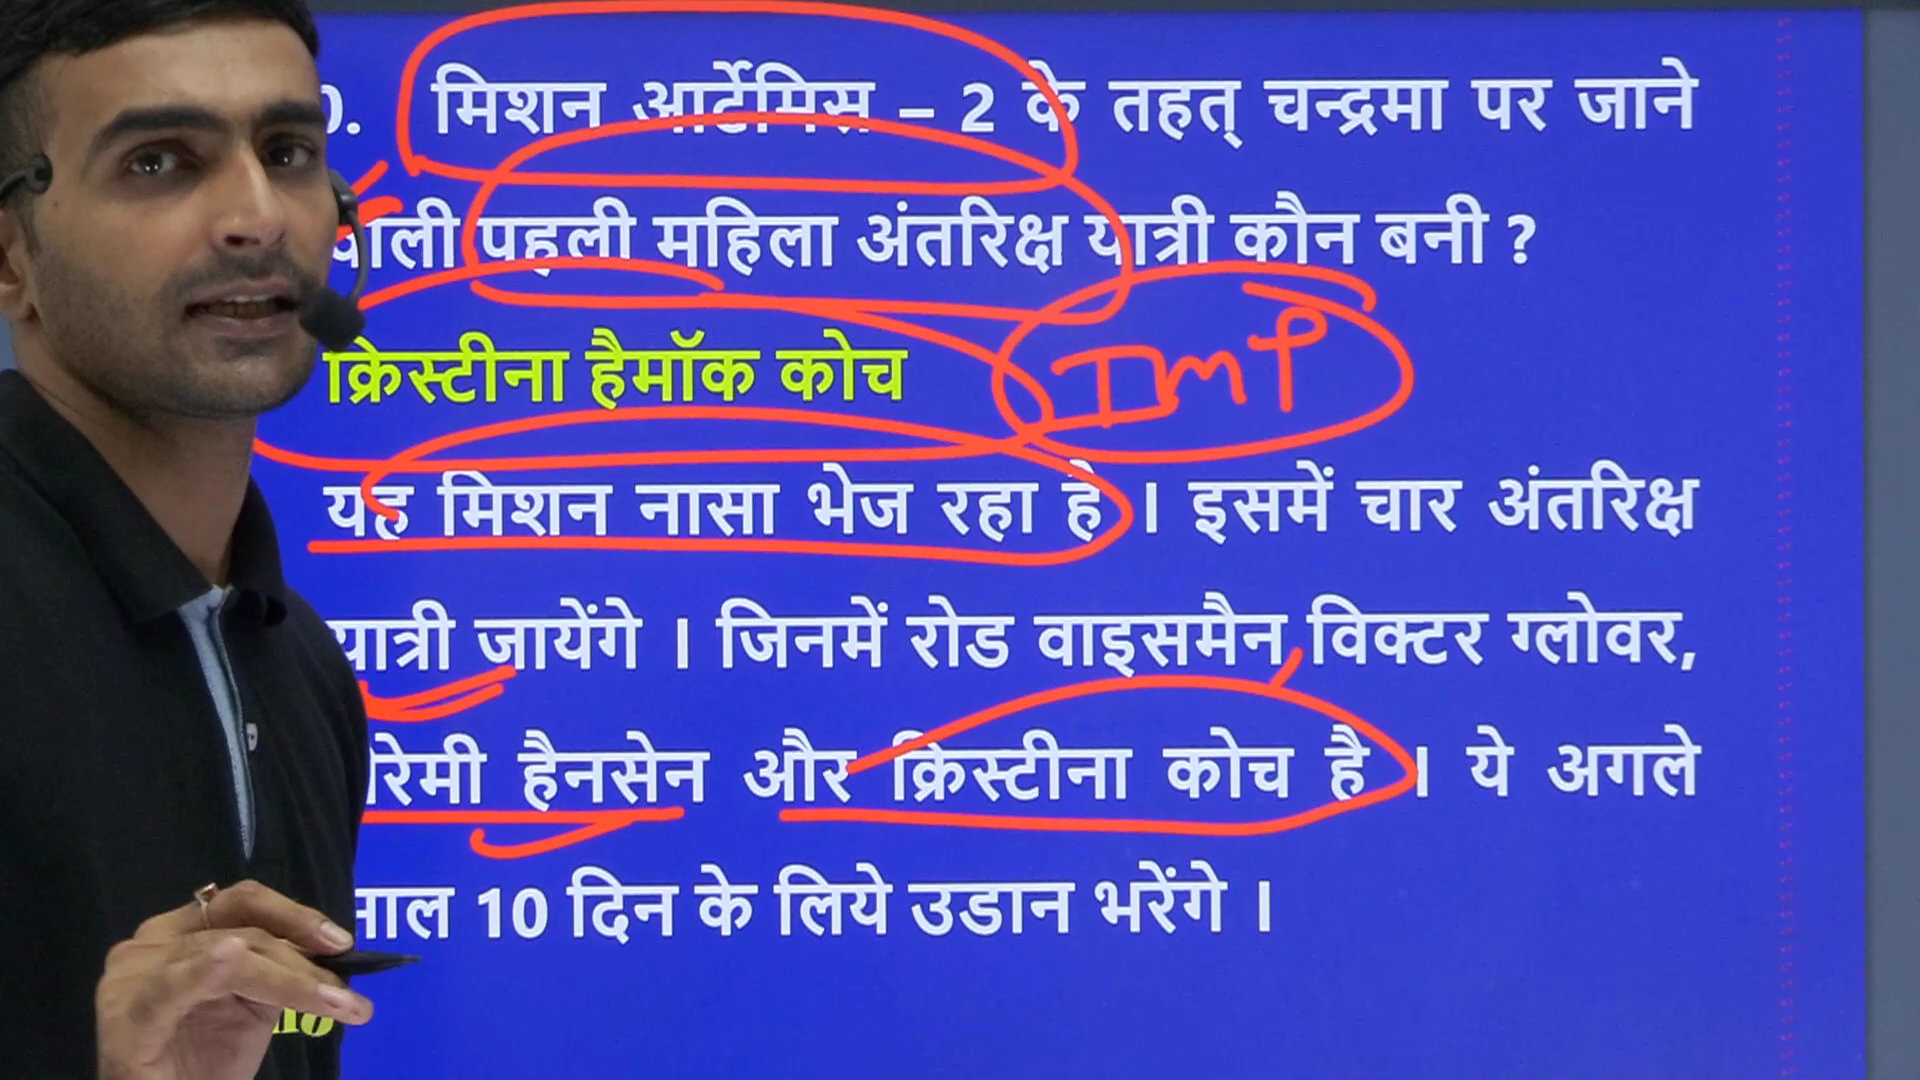 0. मिशन आर्टेमिस – 2 के तहत् चन्द्रमा पर जाने
वाली पहली महिला अंतरिक्ष यात्री कौन बनी ?
क्रिस्टीना हैमॉक कोच
IMP
यह मिशन नासा भेज रहा है । इसमें चार अंतरिक्ष
यात्री जायेंगे । जिनमें रोड वाइसमैन विक्टर ग्लोवर,
रेमी हैनसेन और क्रिस्टीना कोच है । ये अगले
साल 10 दिन के लिये उडान भरेंगे ।